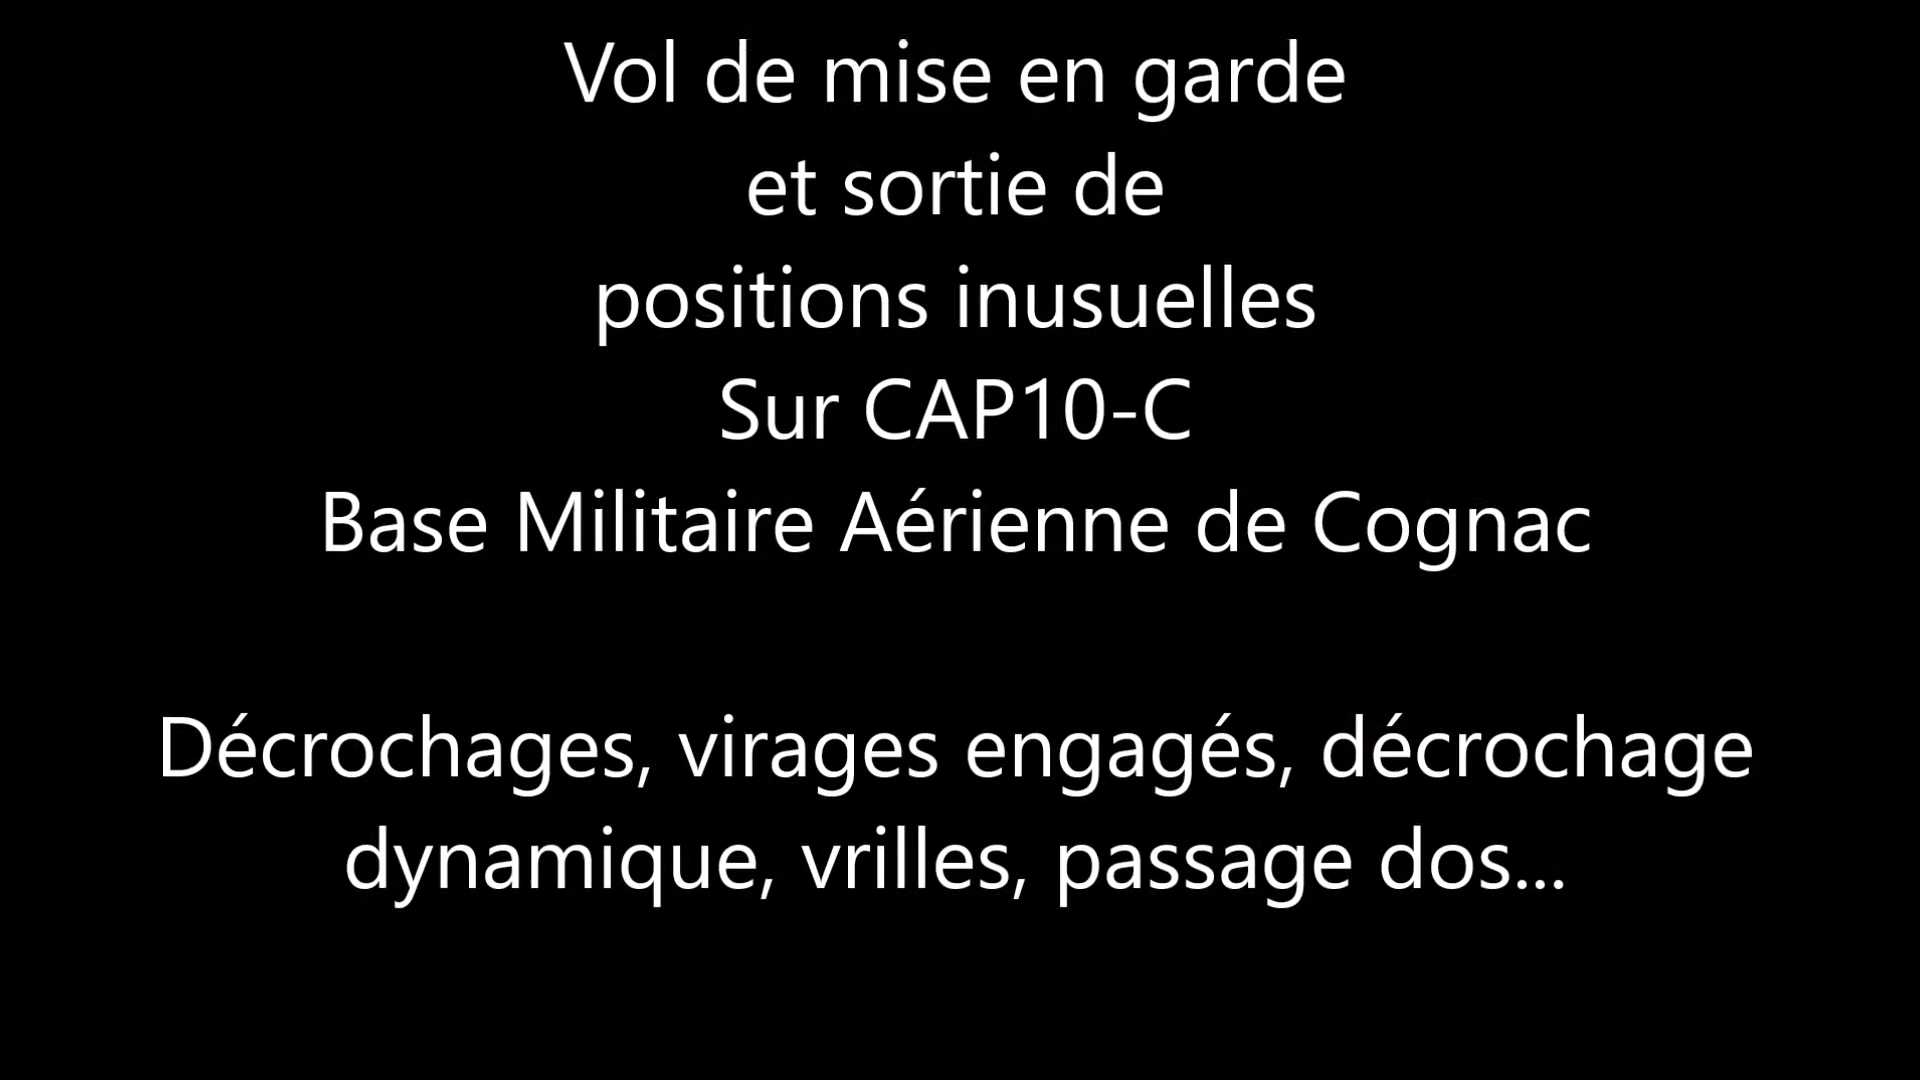 Vol de mise en garde
et sortie de
positions inusuelles
Sur CAP10-C
Base Militaire Aérienne de Cognac
Décrochages, virages engagés, décrochage
dynamique, vrilles, passage dos...